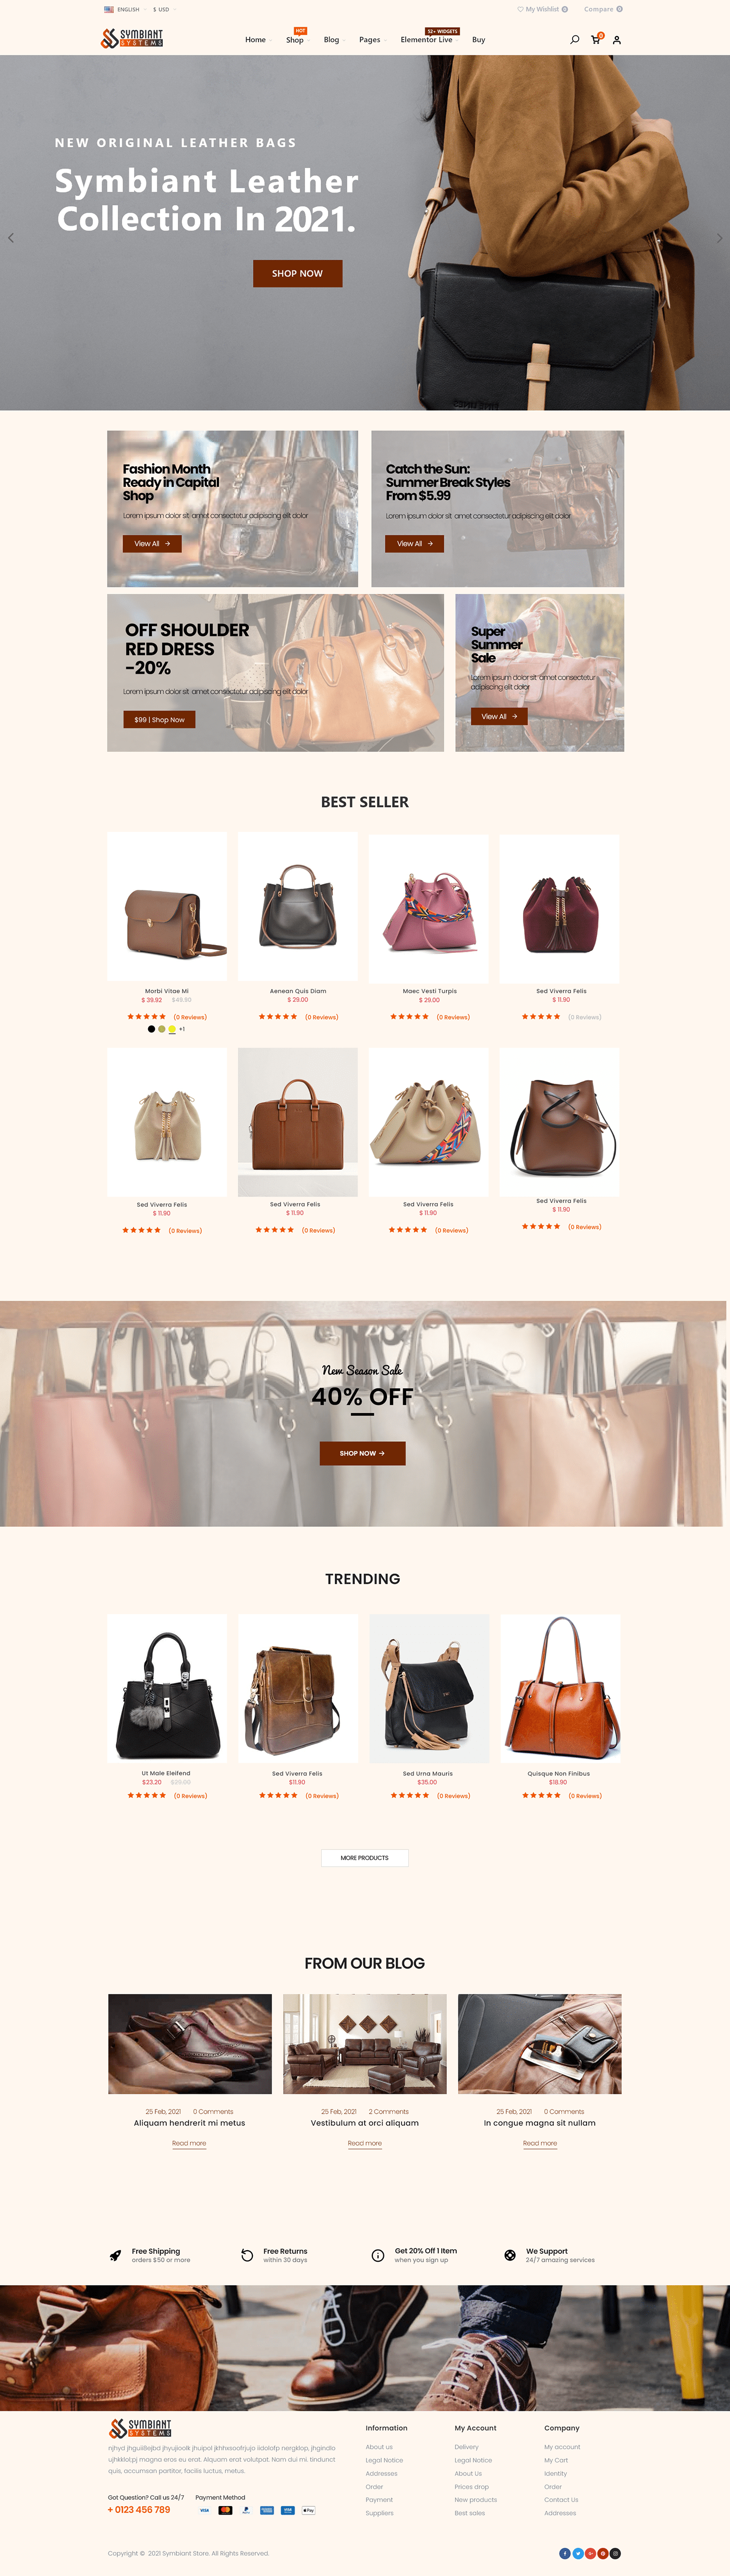 ENGLISH $ USD My Wishlist 0 Compare 0
SYMBIANT
SYSTEMS
HOT 52+ WIDGETS
Home Shop Blog Pages Elementor Live Buy
0
NEW ORIGINAL LEATHER BAGS
Symbiant Leather
Collection In 2021.
SHOP NOW
Fashion Month
Ready in Capital
Shop
Lorem ipsum dolor sit amet consectetur adipiscing elit dolor
View All →
Catch the Sun:
Summer Break Styles
From $5.99
Lorem ipsum dolor sit amet consectetur adipiscing elit dolor
View All →
OFF SHOULDER
RED DRESS
-20%
Lorem ipsum dolor sit amet consectetur adipiscing elit dolor
$99 | Shop Now
Super
Summer
Sale
Lorem ipsum dolor sit amet consectetur
adipiscing elit dolor
View All →
BEST SELLER
Morbi Vitae Mi
$ 39.92 $49.90
(0 Reviews)
+1
Aenean Quis Diam
$ 29.00
(0 Reviews)
Maec Vesti Turpis
$ 29.00
(0 Reviews)
Sed Viverra Felis
$ 11.90
(0 Reviews)
Sed Viverra Felis
$ 11.90
(0 Reviews)
Sed Viverra Felis
$ 11.90
(0 Reviews)
Sed Viverra Felis
$ 11.90
(0 Reviews)
Sed Viverra Felis
$ 11.90
(0 Reviews)
New Season Sale
40% OFF
SHOP NOW →
TRENDING
Ut Male Eleifend
$23.20
(0 Reviews)
Sed Viverra Felis
$11.90
(0 Reviews)
Sed Urna Mauris
$35.00
(0 Reviews)
Quisque Non Finibus
$18.90
(0 Reviews)
MORE PRODUCTS
FROM OUR BLOG
25 Feb, 2021 0 Comments
Aliquam hendrerit mi metus
Read more
25 Feb, 2021 2 Comments
Vestibulum at orci aliquam
Read more
25 Feb, 2021 0 Comments
In congue magna sit nullam
Read more
Free Shipping
orders $50 or more
Free Returns
within 30 days
Get 20% Off 1 Item
when you sign up
We Support
24/7 amazing services
SYMBIANT
SYSTEMS
magna eros eu erat. Alquom erat volutpat. Nam dui mi. tindunct
quis, accumsan partitor, facilis luctus, metus.
Got Question? Call us 24/7
+ 0123 456 789
Payment Method
VISA PayPal Pay
Information
About us
Legal Notice
Addresses
Order
Payment
Suppliers
My Account
Delivery
Legat Notice
About Us
Prices drop
New products
Best sales
Company
My account
My Cart
Identity
Order
Contact Us
Addresses
Copyright © 2021 Symbiant Store. All Rights Reserved.